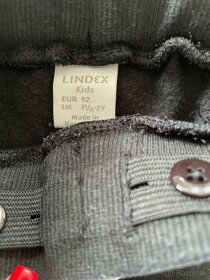 LINDEX
Kids
EUR 92
UK 1½-2Y
Made in